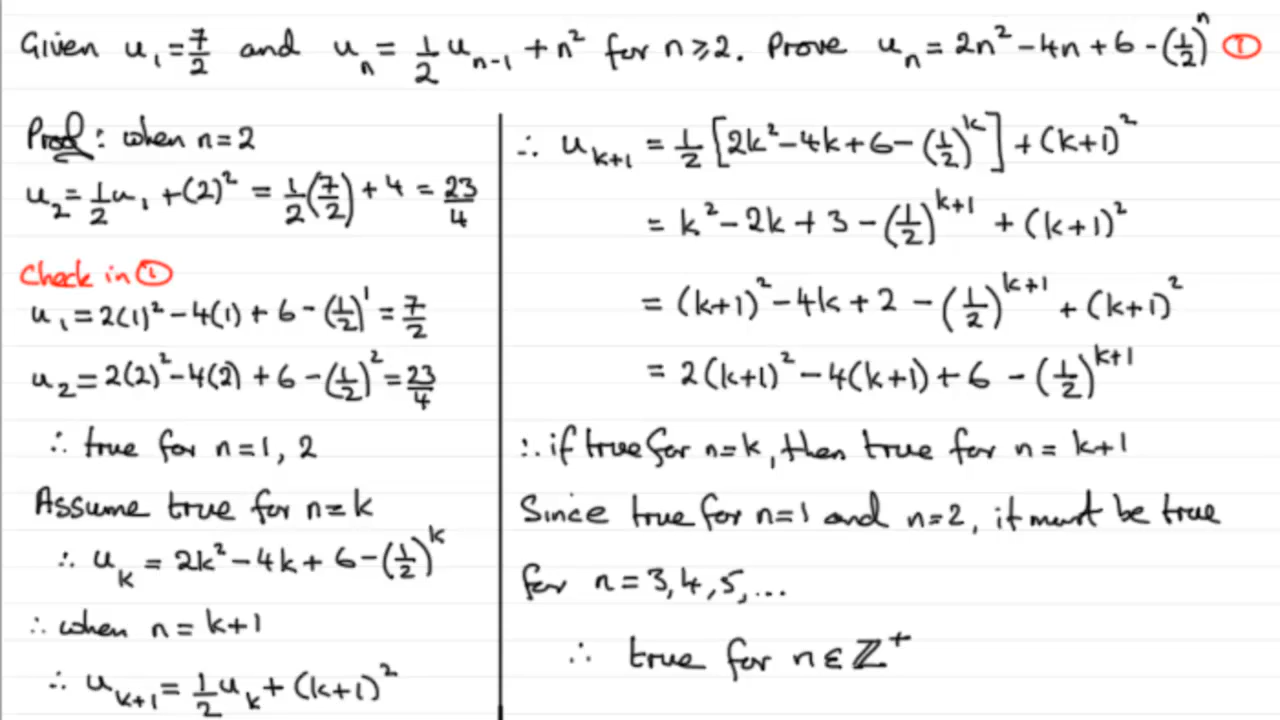 Given u₁ = 7/2 and uₙ = 1/2 uₙ₋₁ + n² for n ⩾ 2. Prove uₙ = 2n² - 4n + 6 - (1/2)ⁿ ①
Proof: when n = 2
u₂ = 1/2 u₁ + (2)² = 1/2 (7/2) + 4 = 23/4
Check in ①
u₁ = 2(1)² - 4(1) + 6 - (1/2)¹ = 7/2
u₂ = 2(2)² - 4(2) + 6 - (1/2)² = 23/4
∴ true for n = 1, 2
Assume true for n = k
∴ uₖ = 2k² - 4k + 6 - (1/2)ᵏ
∴ when n = k+1
∴ uₖ₊₁ = 1/2 uₖ + (k+1)²
∴ uₖ₊₁ = 1/2 [2k² - 4k + 6 - (1/2)ᵏ] + (k+1)²
= k² - 2k + 3 - (1/2)ᵏ⁺¹ + (k+1)²
= (k+1)² - 4k + 2 - (1/2)ᵏ⁺¹ + (k+1)²
= 2(k+1)² - 4(k+1) + 6 - (1/2)ᵏ⁺¹
∴ if true for n = k, then true for n = k+1
Since true for n = 1 and n = 2, it must be true
for n = 3, 4, 5, ...
∴ true for n ∈ ℤ⁺